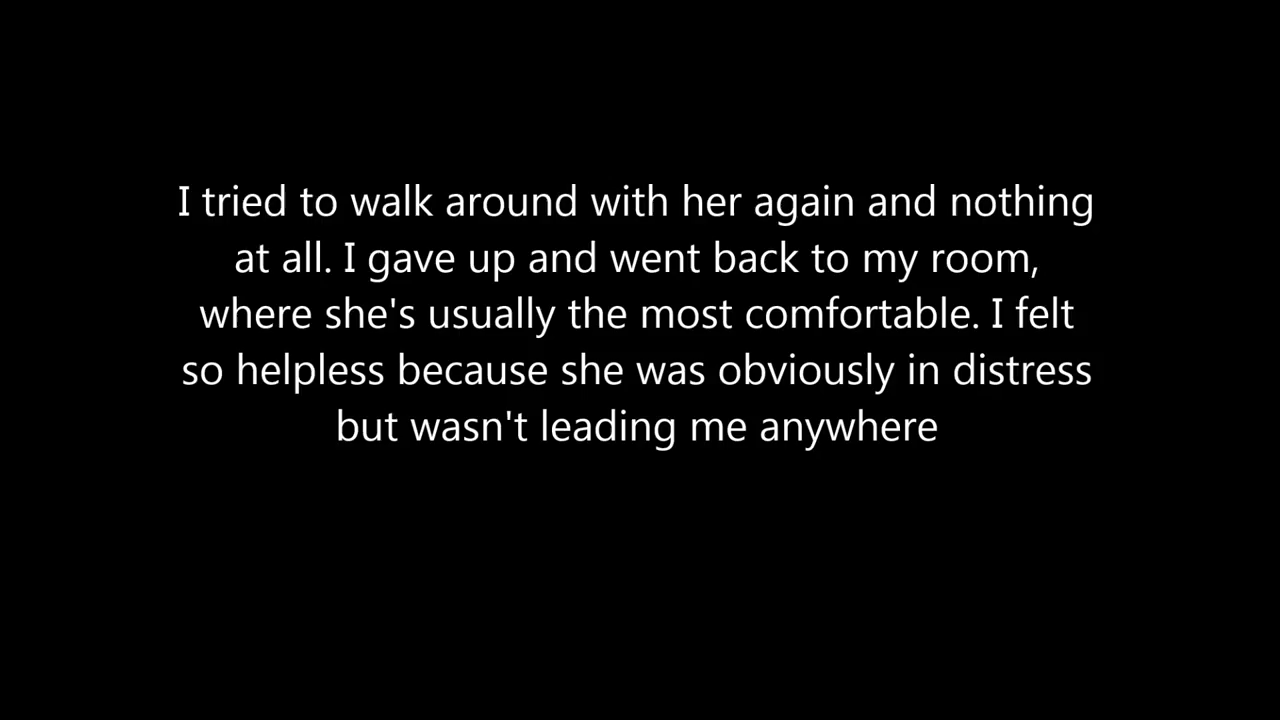 I tried to walk around with her again and nothing
at all. I gave up and went back to my room,
where she's usually the most comfortable. I felt
so helpless because she was obviously in distress
but wasn't leading me anywhere